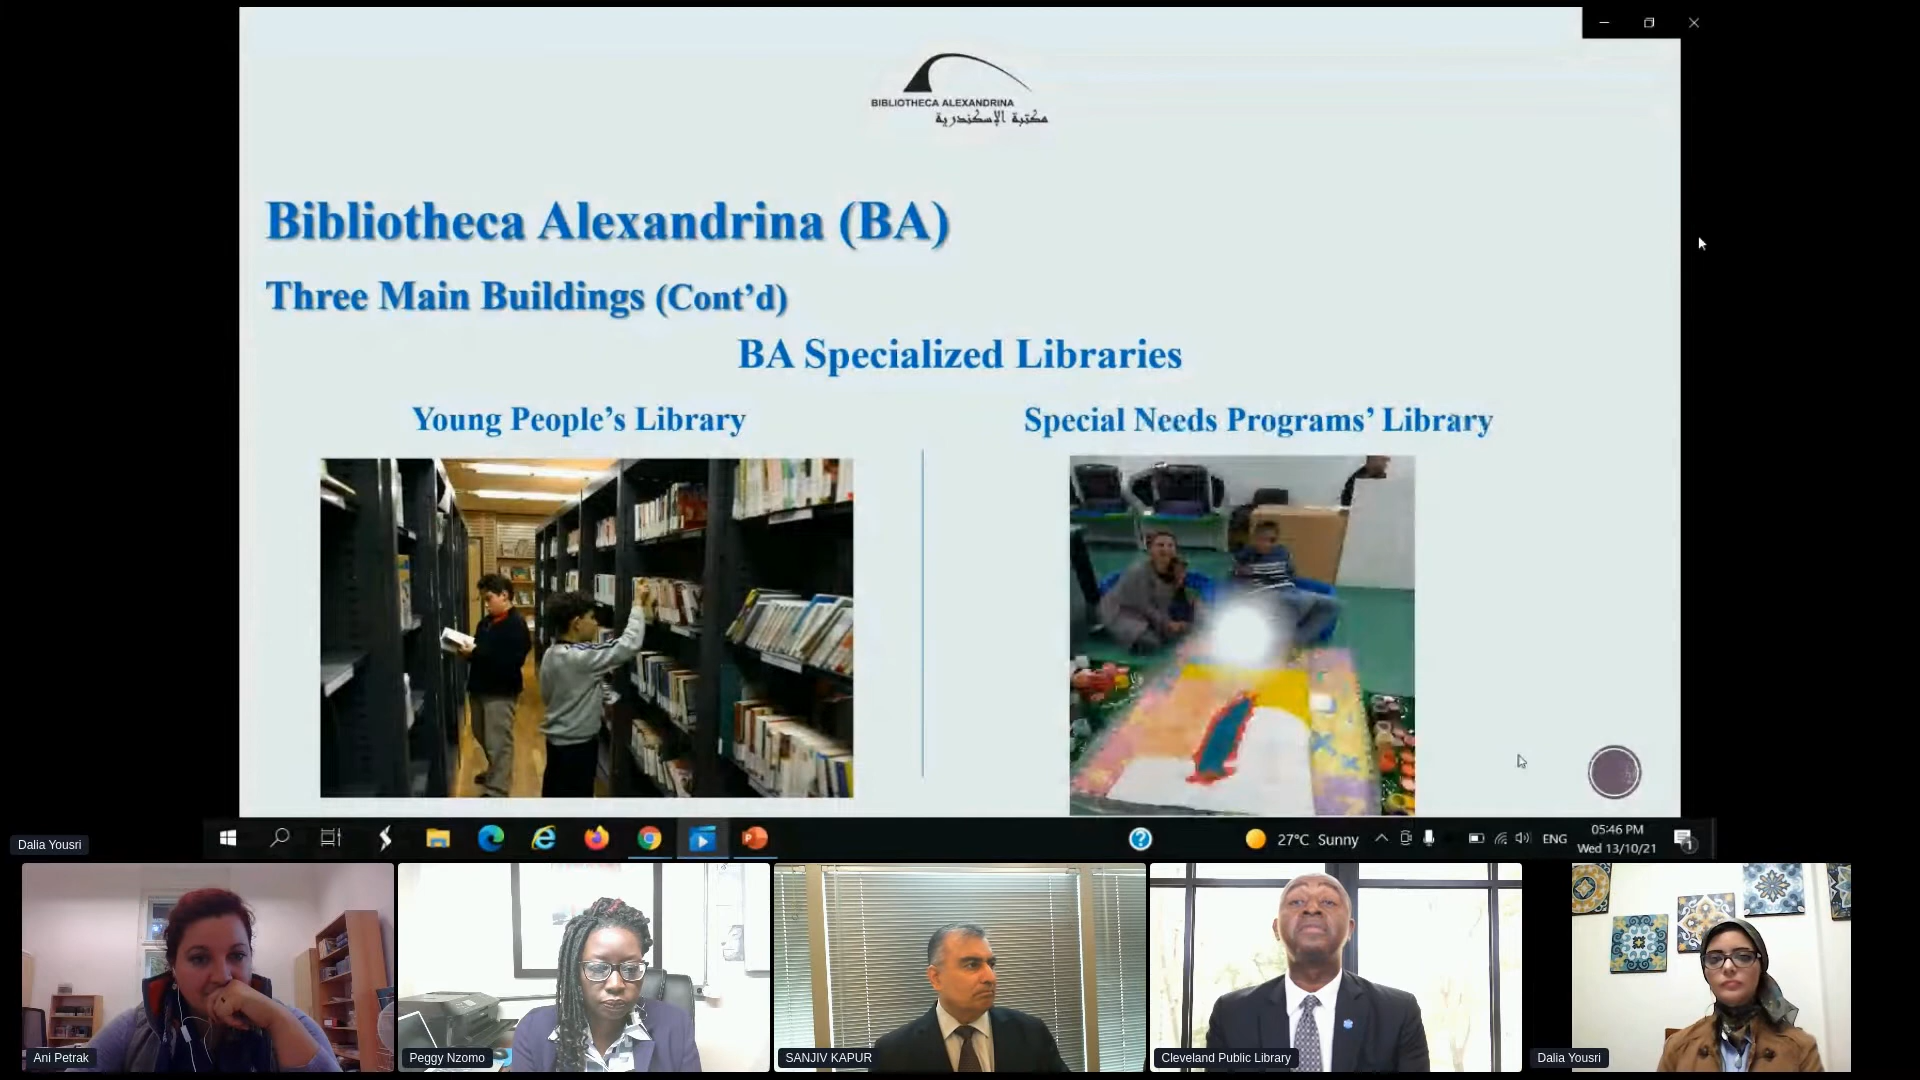 BIBLIOTHECA ALEXANDRINA
مكتبة الإسكندرية
Bibliotheca Alexandrina (BA)
Three Main Buildings (Cont’d)
BA Specialized Libraries
Young People’s Library
Special Needs Programs’ Library
27°C Sunny
ENG
05:46 PM
Wed 13/10/21
1
Dalia Yousri
Ani Petrak
Peggy Nzomo
SANJIV KAPUR
Cleveland Public Library
Dalia Yousri